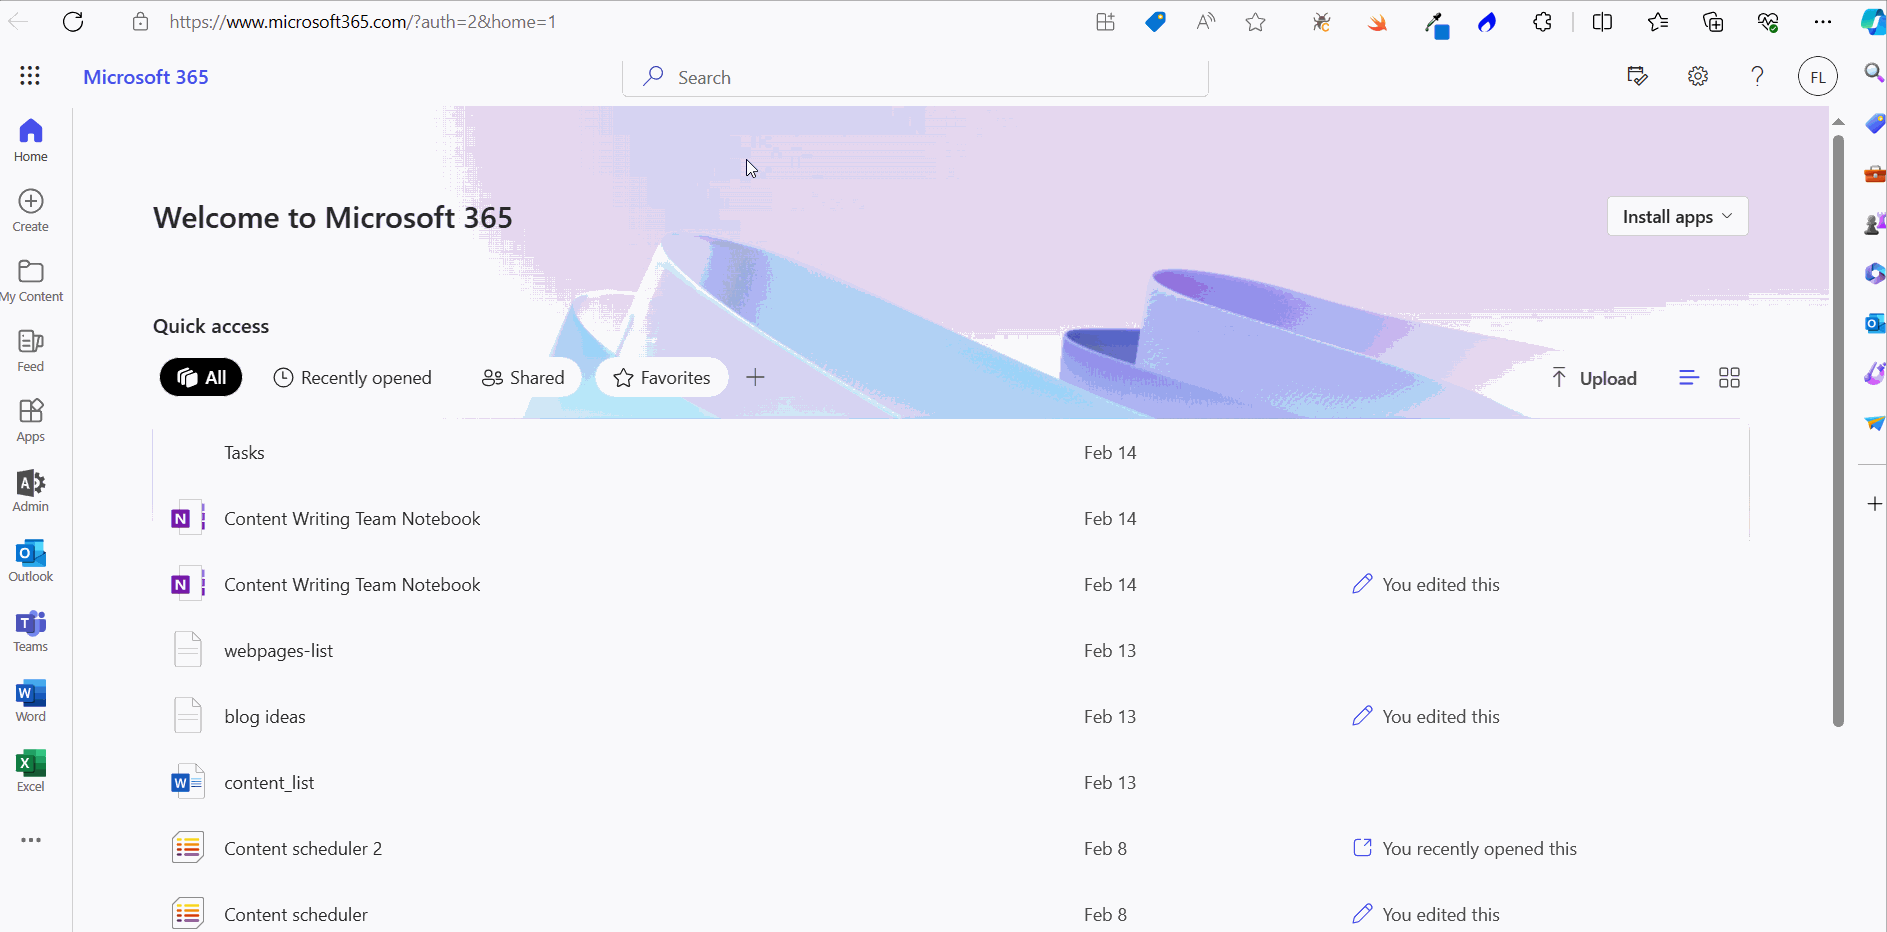 https://www.microsoft365.com/?auth=2&home=1
Microsoft 365
Search
FL
Home
Create
My Content
Feed
Apps
Admin
Outlook
Teams
Word
Excel
Welcome to Microsoft 365
Install apps
Quick access
All
Recently opened
Shared
Favorites
Upload
Tasks Feb 14
Content Writing Team Notebook Feb 14
Content Writing Team Notebook Feb 14 You edited this
webpages-list Feb 13
blog ideas Feb 13 You edited this
content_list Feb 13
Content scheduler 2 Feb 8 You recently opened this
Content scheduler Feb 8 You edited this